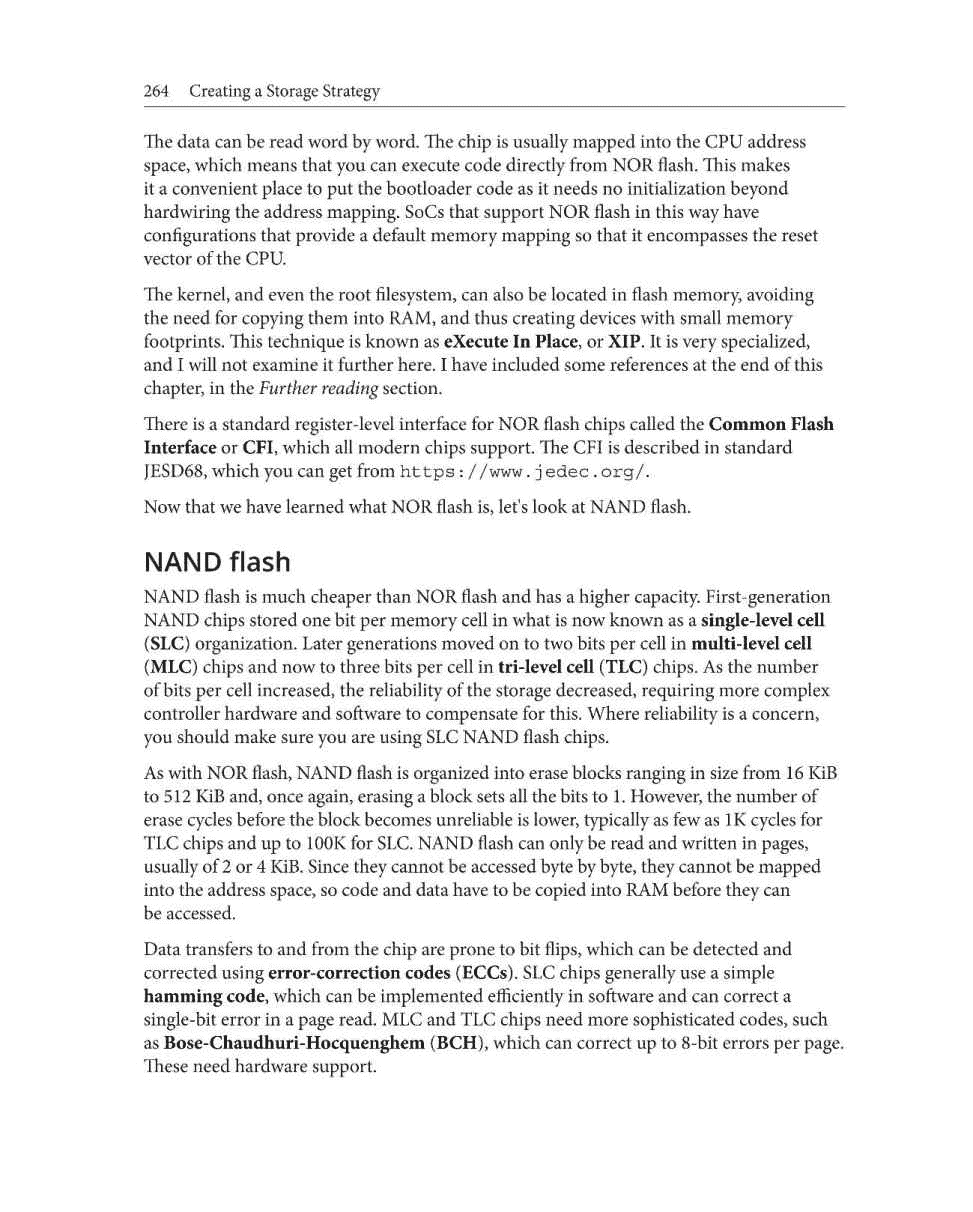 264 Creating a Storage Strategy
The data can be read word by word. The chip is usually mapped into the CPU address
space, which means that you can execute code directly from NOR flash. This makes
it a convenient place to put the bootloader code as it needs no initialization beyond
hardwiring the address mapping. SoCs that support NOR flash in this way have
configurations that provide a default memory mapping so that it encompasses the reset
vector of the CPU.
The kernel, and even the root filesystem, can also be located in flash memory, avoiding
the need for copying them into RAM, and thus creating devices with small memory
footprints. This technique is known as eXecute In Place, or XIP. It is very specialized,
and I will not examine it further here. I have included some references at the end of this
chapter, in the Further reading section.
There is a standard register-level interface for NOR flash chips called the Common Flash
Interface or CFI, which all modern chips support. The CFI is described in standard
JESD68, which you can get from https://www.jedec.org/.
Now that we have learned what NOR flash is, let's look at NAND flash.
NAND flash
NAND flash is much cheaper than NOR flash and has a higher capacity. First-generation
NAND chips stored one bit per memory cell in what is now known as a single-level cell
(SLC) organization. Later generations moved on to two bits per cell in multi-level cell
(MLC) chips and now to three bits per cell in tri-level cell (TLC) chips. As the number
of bits per cell increased, the reliability of the storage decreased, requiring more complex
controller hardware and software to compensate for this. Where reliability is a concern,
you should make sure you are using SLC NAND flash chips.
As with NOR flash, NAND flash is organized into erase blocks ranging in size from 16 KiB
to 512 KiB and, once again, erasing a block sets all the bits to 1. However, the number of
erase cycles before the block becomes unreliable is lower, typically as few as 1K cycles for
TLC chips and up to 100K for SLC. NAND flash can only be read and written in pages,
usually of 2 or 4 KiB. Since they cannot be accessed byte by byte, they cannot be mapped
into the address space, so code and data have to be copied into RAM before they can
be accessed.
Data transfers to and from the chip are prone to bit flips, which can be detected and
corrected using error-correction codes (ECCs). SLC chips generally use a simple
hamming code, which can be implemented efficiently in software and can correct a
single-bit error in a page read. MLC and TLC chips need more sophisticated codes, such
as Bose-Chaudhuri-Hocquenghem (BCH), which can correct up to 8-bit errors per page.
These need hardware support.